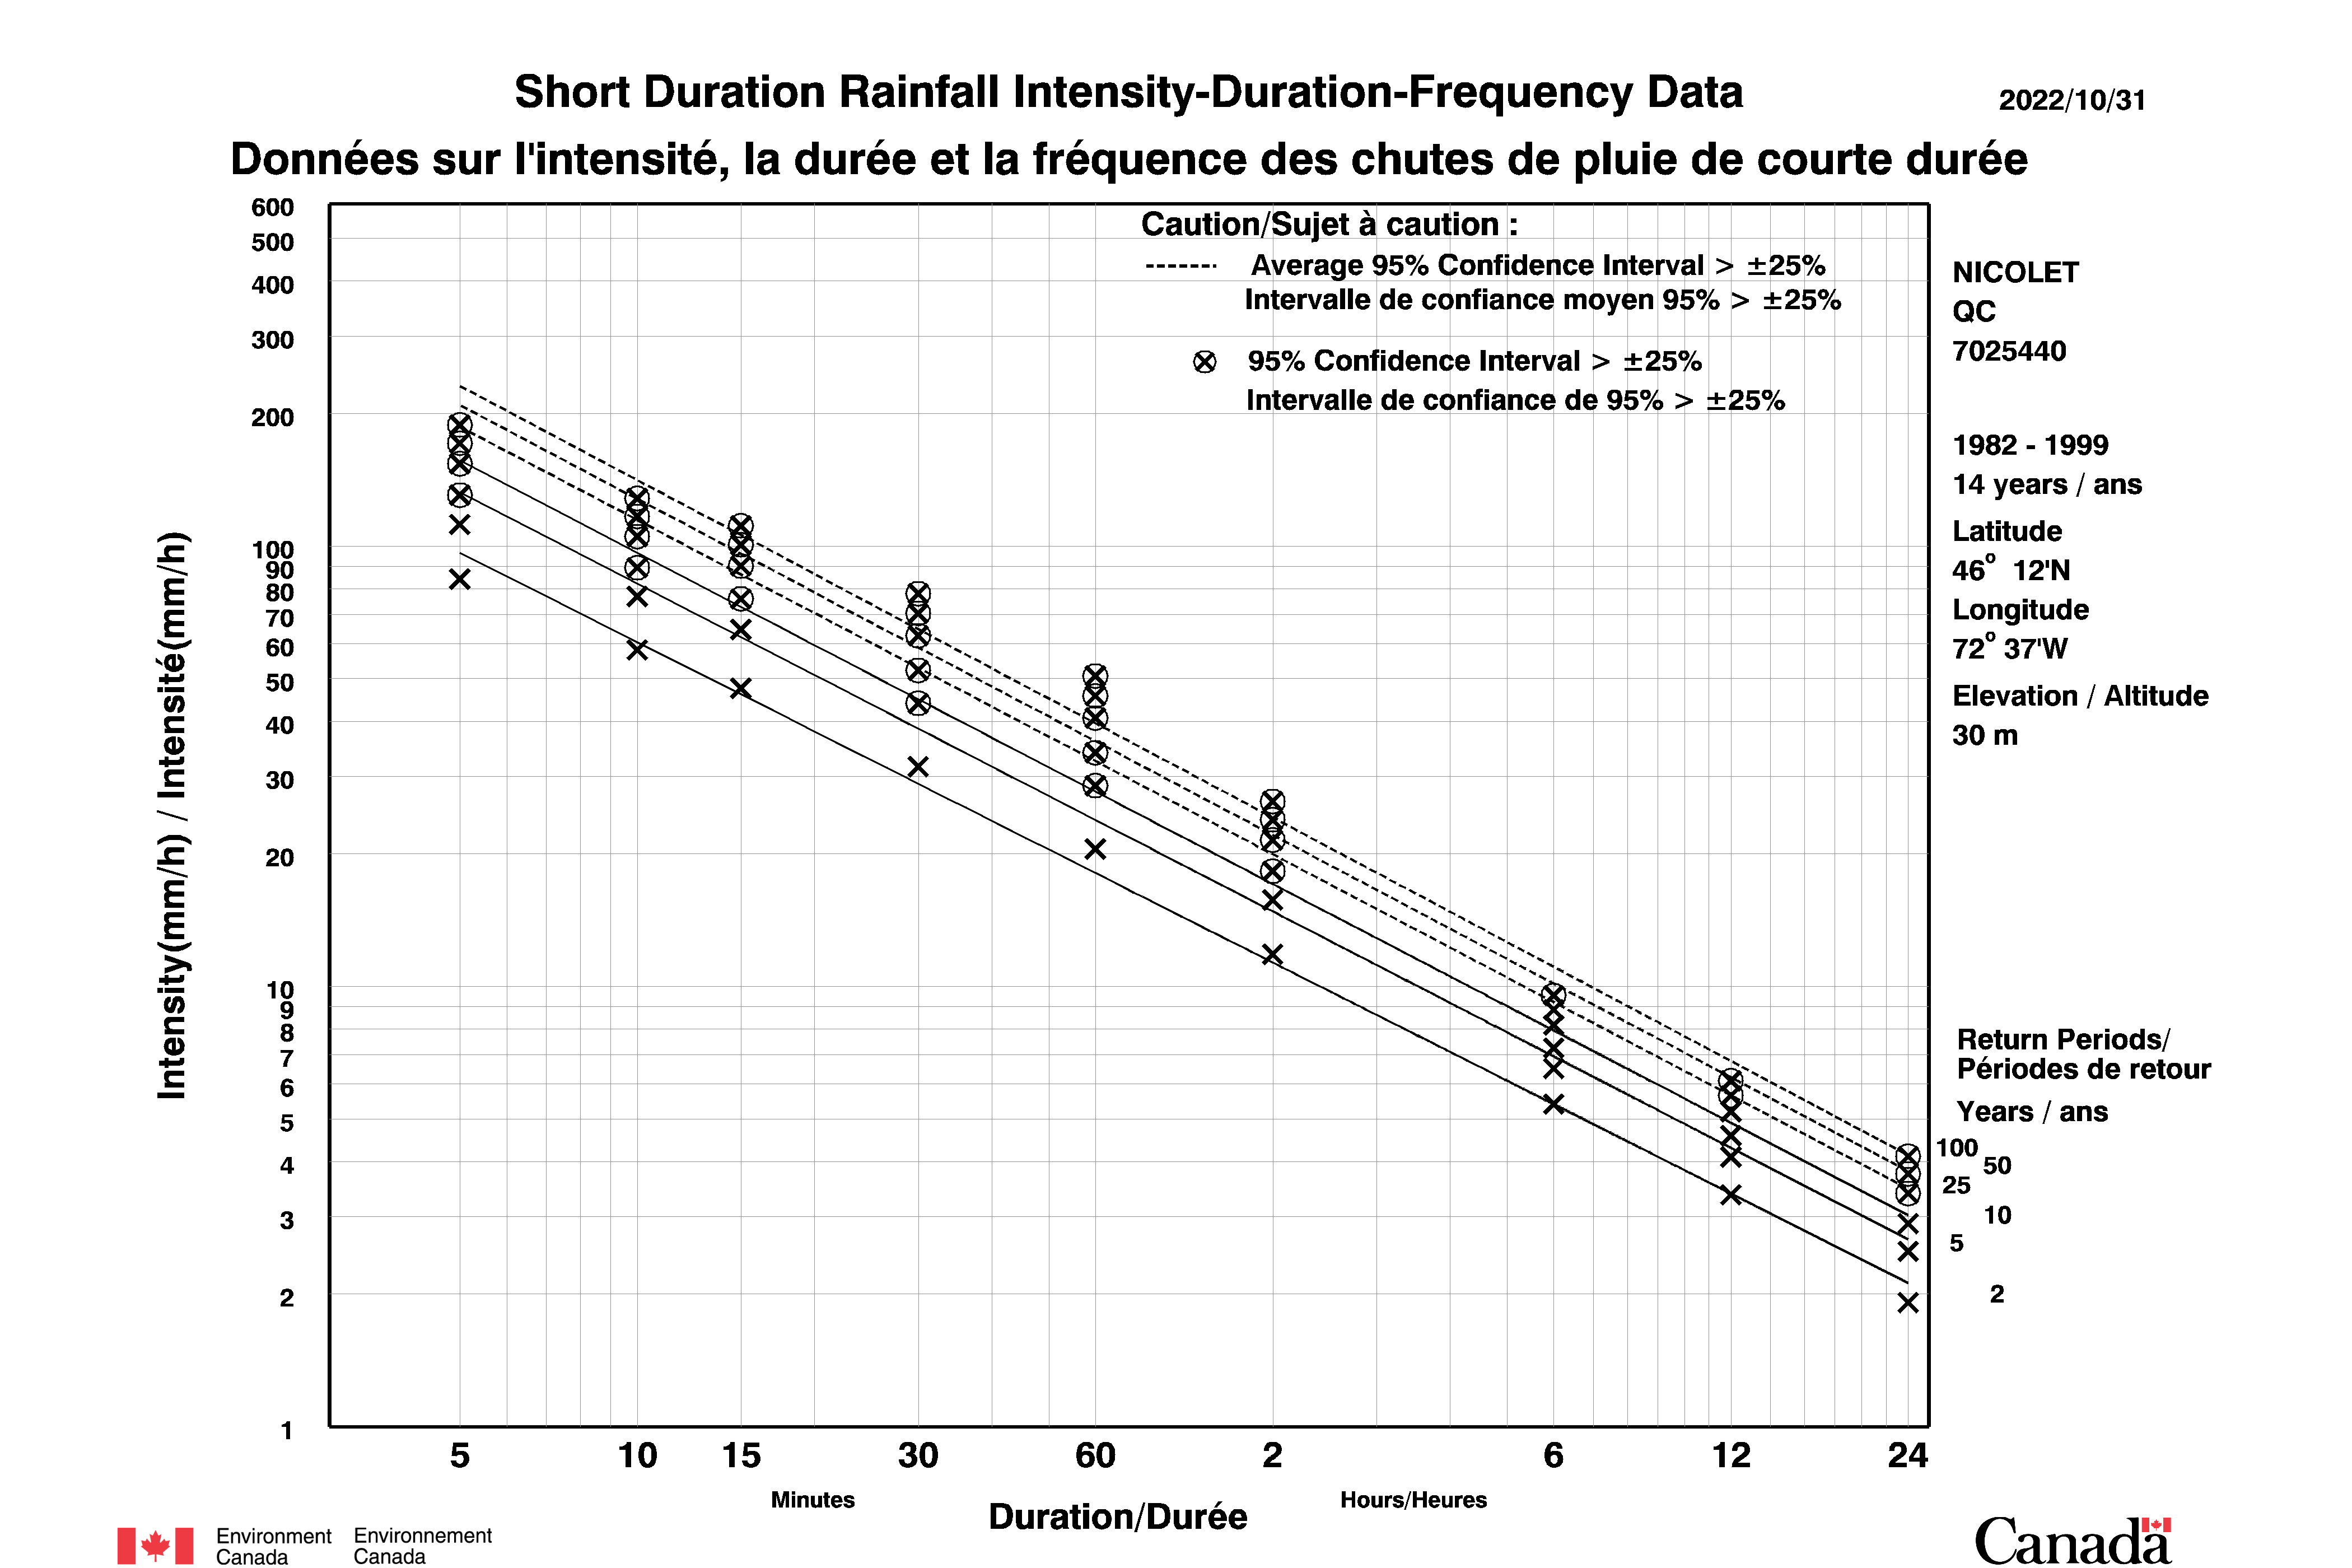 Short Duration Rainfall Intensity-Duration-Frequency Data
2022/10/31
Données sur l'intensité, la durée et la fréquence des chutes de pluie de courte durée
Caution/Sujet à caution :
Average 95% Confidence Interval > ±25%
Intervalle de confiance moyen 95% > ±25%
95% Confidence Interval > ±25%
Intervalle de confiance de 95% > ±25%
NICOLET
QC
7025440
1982 - 1999
14 years / ans
Latitude
46° 12'N
Longitude
72° 37'W
Elevation / Altitude
30 m
Return Periods/
Périodes de retour
Years / ans
100
50
25
10
5
2
Intensity(mm/h) / Intensité(mm/h)
600
500
400
300
200
100
90
80
70
60
50
40
30
20
10
9
8
7
6
5
4
3
2
1
5 10 15 30 60 2 6 12 24
Minutes
Hours/Heures
Duration/Durée
Environment
Canada
Environnement
Canada
Canada